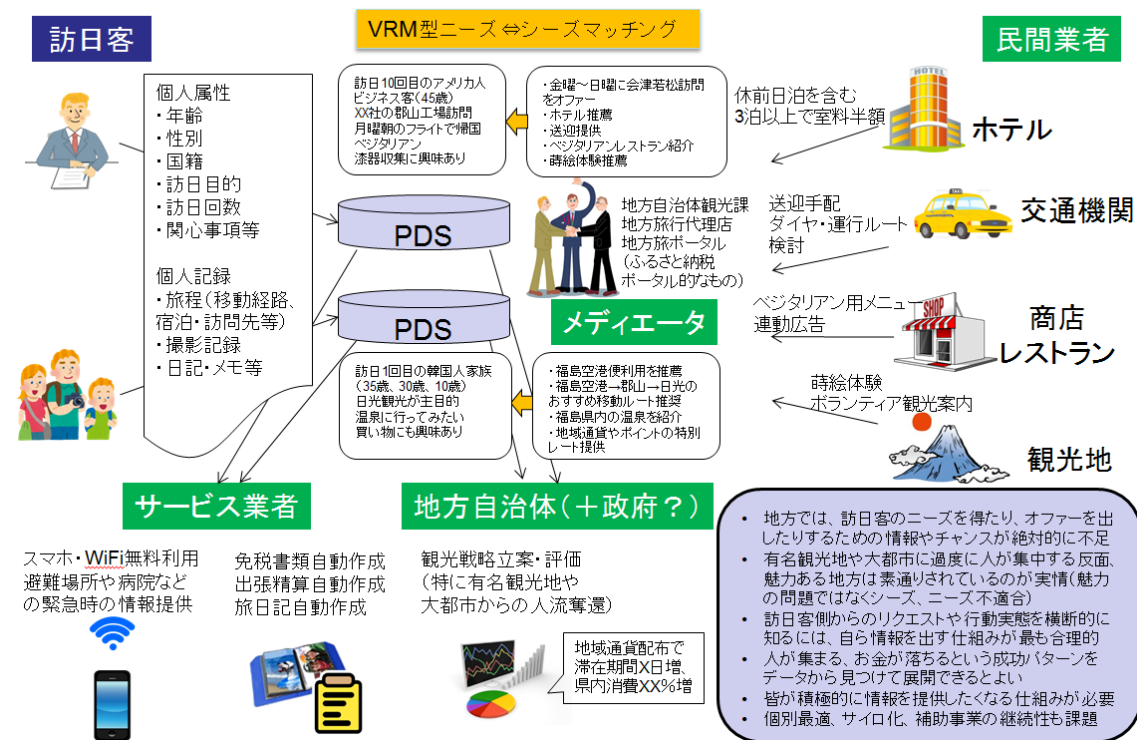 訪日客
VRM型ニーズ⇔シーズマッチング
民間業者
個人属性
・年齢
・性別
・国籍
・訪日目的
・訪日回数
・関心事項等
個人記録
・旅程(移動経路、
宿泊・訪問先等)
・撮影記録
・日記・メモ等
訪日10回目のアメリカ人
ビジネス客(45歳)
XX社の郡山工場訪問
月曜朝のフライトで帰国
ベジタリアン
漆器収集に興味あり
・金曜~日曜に会津若松訪問
をオファー
・ホテル推薦
・送迎提供
・ベジタリアンレストラン紹介
・蒔絵体験推薦
休前日泊を含む
3泊以上で室料半額
HOTEL
ホテル
PDS
地方自治体観光課
地方旅行代理店
地方旅ポータル
(ふるさと納税
ポータル的なもの)
送迎手配
ダイヤ・運行ルート
検討
交通機関
PDS
メディエータ
ベジタリアン用メニュー
連動広告
SHOP
商店
レストラン
訪日1回目の韓国人家族
(35歳、30歳、10歳)
日光観光が主目的
温泉に行ってみたい
買い物にも興味あり
・福島空港便利用を推薦
・福島空港→郡山→日光の
おすすめ移動ルート推奨
・福島県内の温泉を紹介
・地域通貨やポイントの特別
レート提供
蒔絵体験
ボランティア観光案内
観光地
サービス業者
地方自治体(+政府?)
スマホ・WiFi無料利用
避難場所や病院など
の緊急時の情報提供
免税書類自動作成
出張精算自動作成
旅日記自動作成
観光戦略立案・評価
(特に有名観光地や
大都市からの人流奪還)
地域通貨配布で
滞在期間X日増、
県内消費XX%増
• 地方では、訪日客のニーズを得たり、オファーを出
したりするための情報やチャンスが絶対的に不足
• 有名観光地や大都市に過度に人が集中する反面、
魅力ある地方は素通りされているのが実情(魅力
の問題ではなくシーズ、ニーズ不適合)
• 訪日客側からのリクエストや行動実態を横断的に
知るには、自ら情報を出す仕組みが最も合理的
• 人が集まる、お金が落ちるという成功パターンを
データから見つけて展開できるとよい
• 皆が積極的に情報を提供したくなる仕組みが必要
• 個別最適、サイロ化、補助事業の継続性も課題